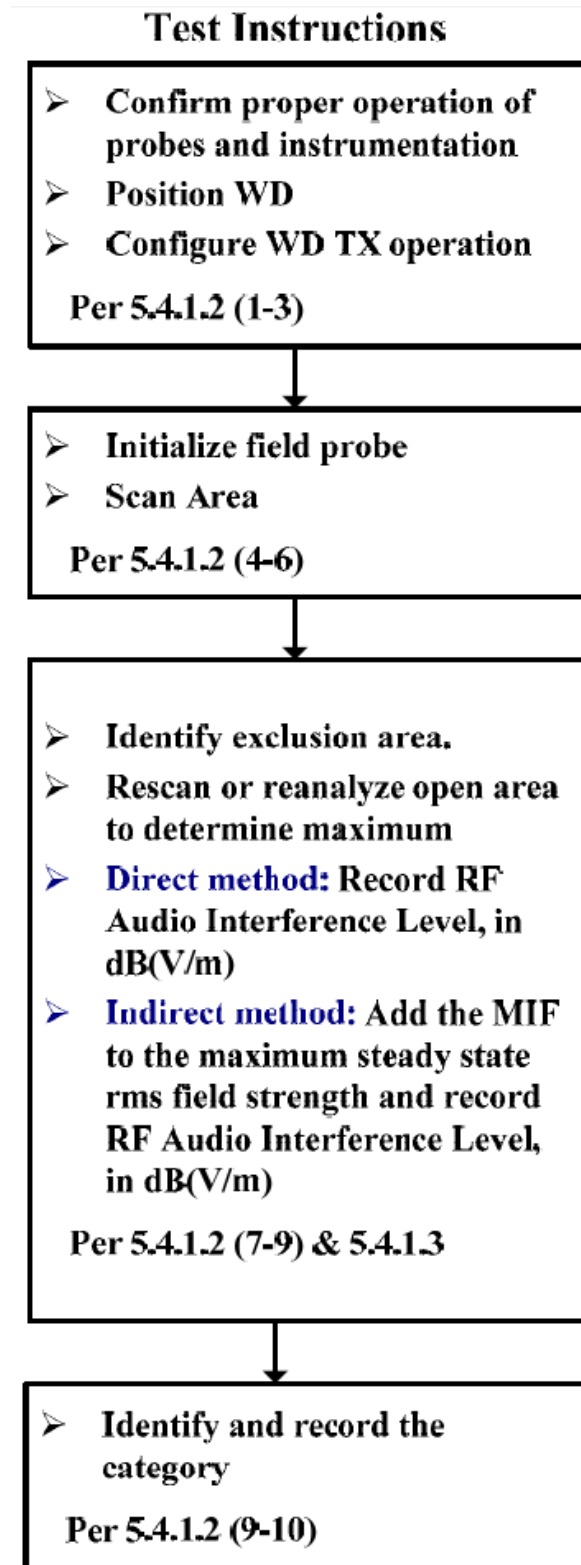 Test Instructions
➢ Confirm proper operation of
probes and instrumentation
➢ Position WD
➢ Configure WD TX operation
Per 5.4.1.2 (1-3)
➢ Initialize field probe
➢ Scan Area
Per 5.4.1.2 (4-6)
➢ Identify exclusion area.
➢ Rescan or reanalyze open area
to determine maximum
➢ Direct method: Record RF
Audio Interference Level, in
dB(V/m)
➢ Indirect method: Add the MIF
to the maximum steady state
rms field strength and record
RF Audio Interference Level,
in dB(V/m)
Per 5.4.1.2 (7-9) & 5.4.1.3
➢ Identify and record the
category
Per 5.4.1.2 (9-10)